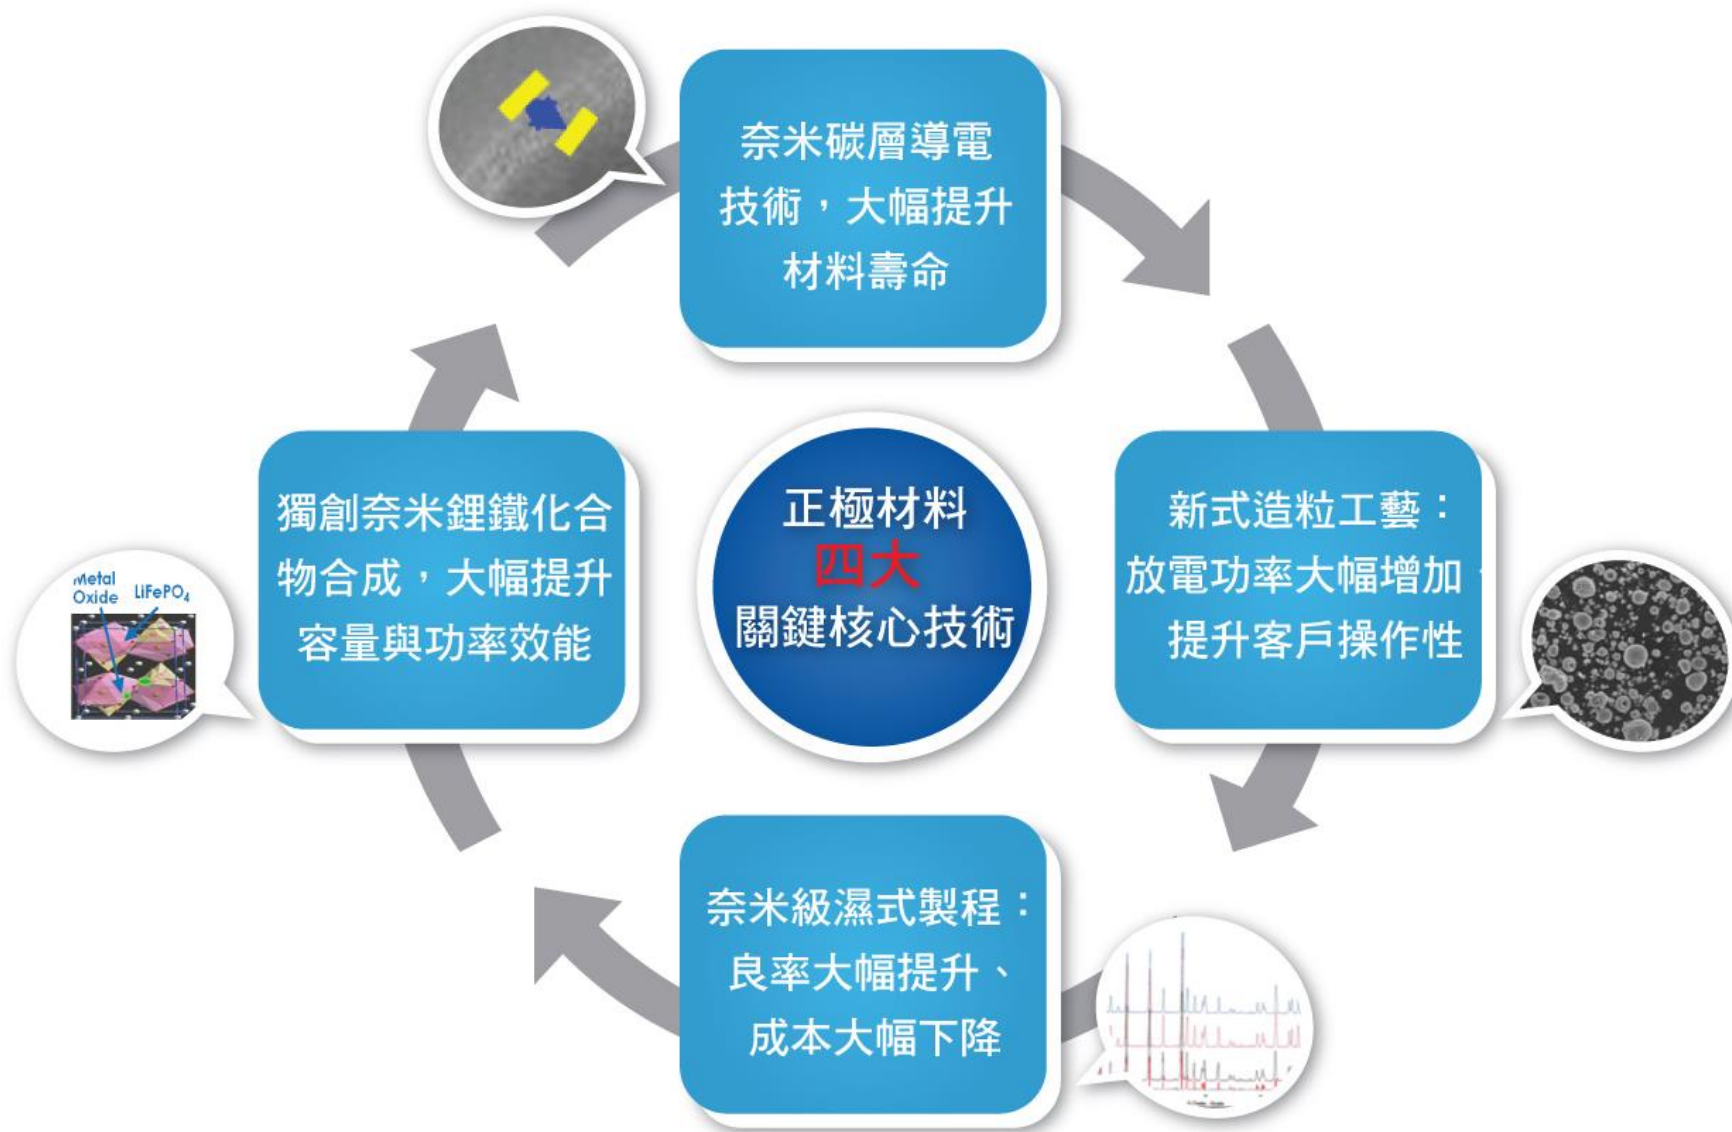 奈米碳層導電
技術，大幅提升
材料壽命
獨創奈米鋰鐵化合
物合成，大幅提升
容量與功率效能
Metal
Oxide
LiFePO₄
正極材料
四大
關鍵核心技術
新式造粒工藝：
放電功率大幅增加、
提升客戶操作性
奈米級濕式製程：
良率大幅提升、
成本大幅下降